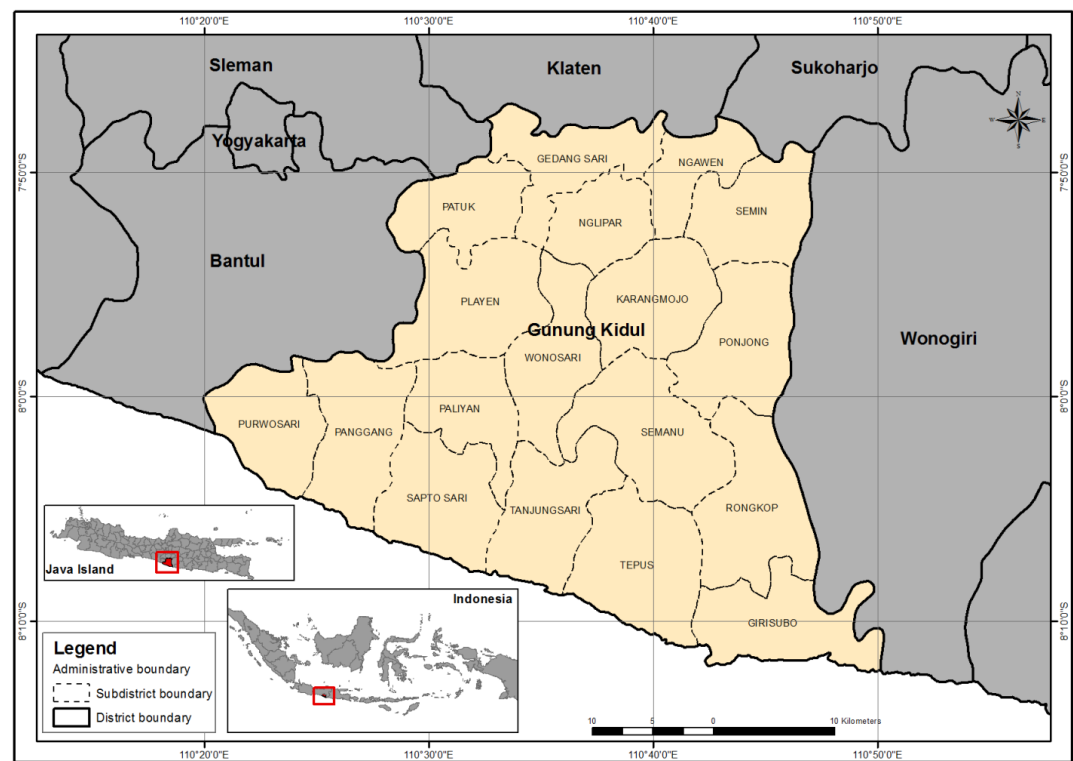 110°20'0"E 110°30'0"E 110°40'0"E 110°50'0"E
Sleman
Klaten
Sukoharjo
N
W E
S
Yogyakarta
GEDANG SARI
NGAWEN
7°50'0"S 7°50'0"S
PATUK
NGLIPAR
SEMIN
Bantul
PLAYEN
KARANGMOJO
Gunung Kidul
PONJONG
Wonogiri
WONOSARI
8°0'0"S 8°0'0"S
PALIYAN
PURWOSARI
PANGGANG
SEMANU
SAPTO SARI
TANJUNGSARI
RONGKOP
TEPUS
Java Island
Indonesia
GIRISUBO
8°10'0"S 8°10'0"S
Legend
Administrative boundary
Subdistrict boundary
District boundary
10 5 0 10 Kilometers
110°20'0"E 110°30'0"E 110°40'0"E 110°50'0"E